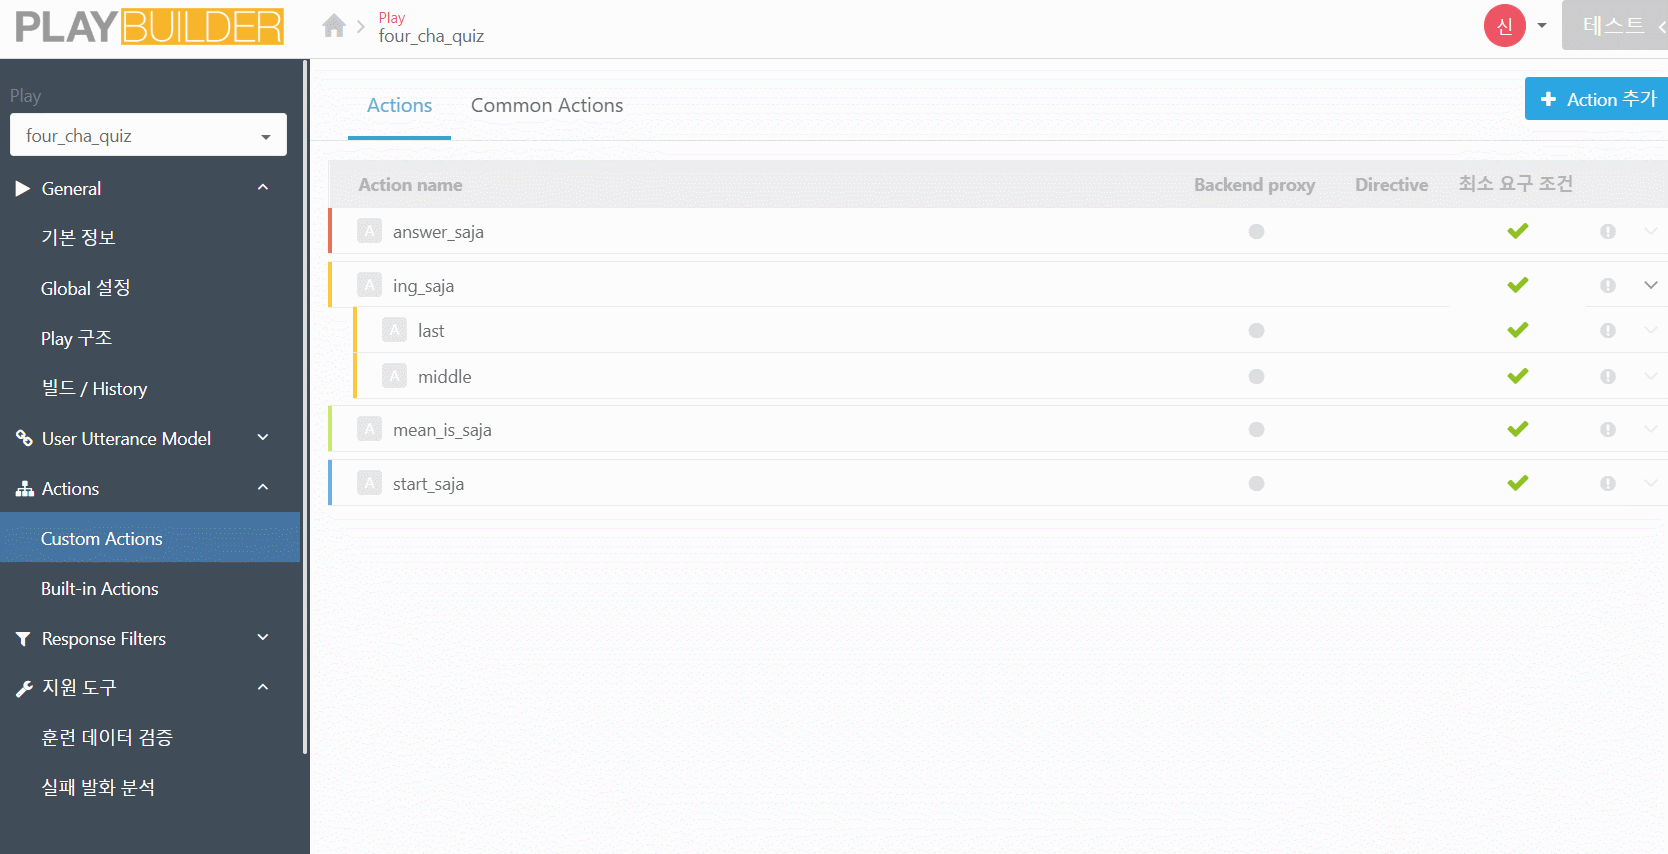 PLAYBUILDER
Play
four_cha_quiz
신
테스트
Play
four_cha_quiz
General
기본 정보
Global 설정
Play 구조
빌드 / History
User Utterance Model
Actions
Custom Actions
Built-in Actions
Response Filters
지원 도구
훈련 데이터 검증
실패 발화 분석
Actions Common Actions
Action 추가
Action name Backend proxy Directive 최소 요구 조건
A answer_saja
A ing_saja
A last
A middle
A mean_is_saja
A start_saja